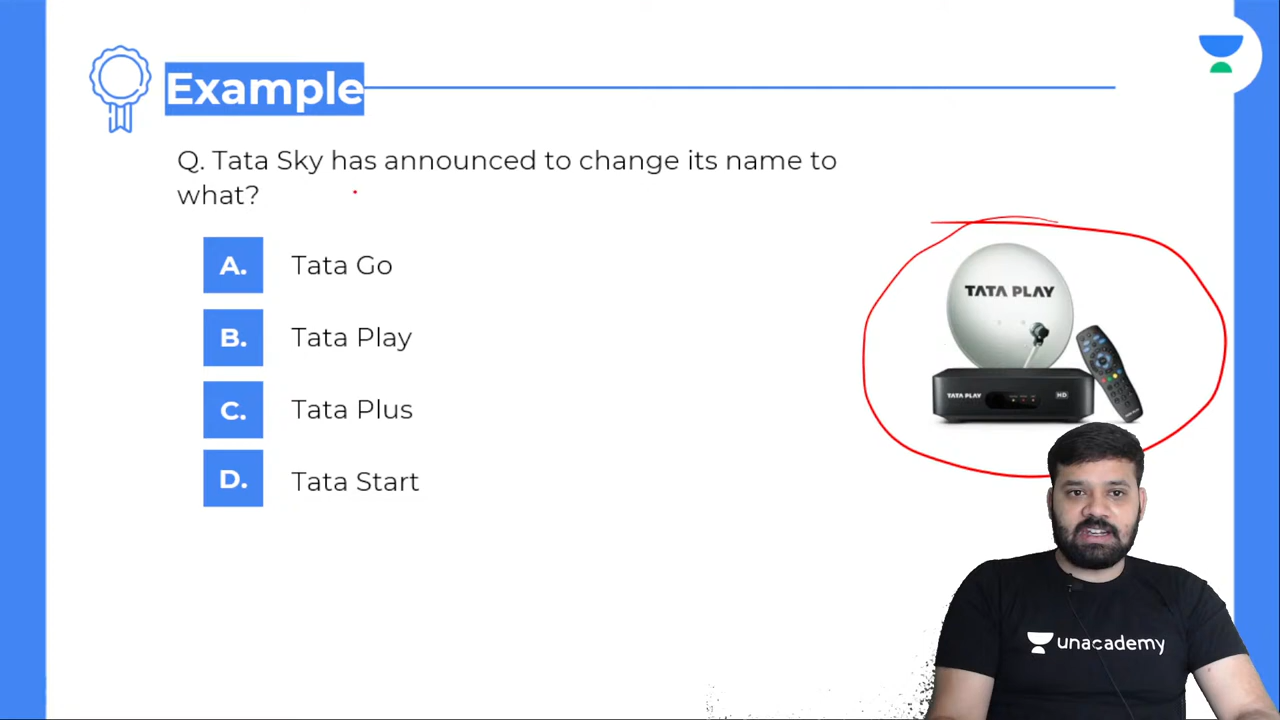 Example
Q. Tata Sky has announced to change its name to
what?
A. Tata Go
B. Tata Play
C. Tata Plus
D. Tata Start
TATA PLAY
TATA PLAY HD
unacademy